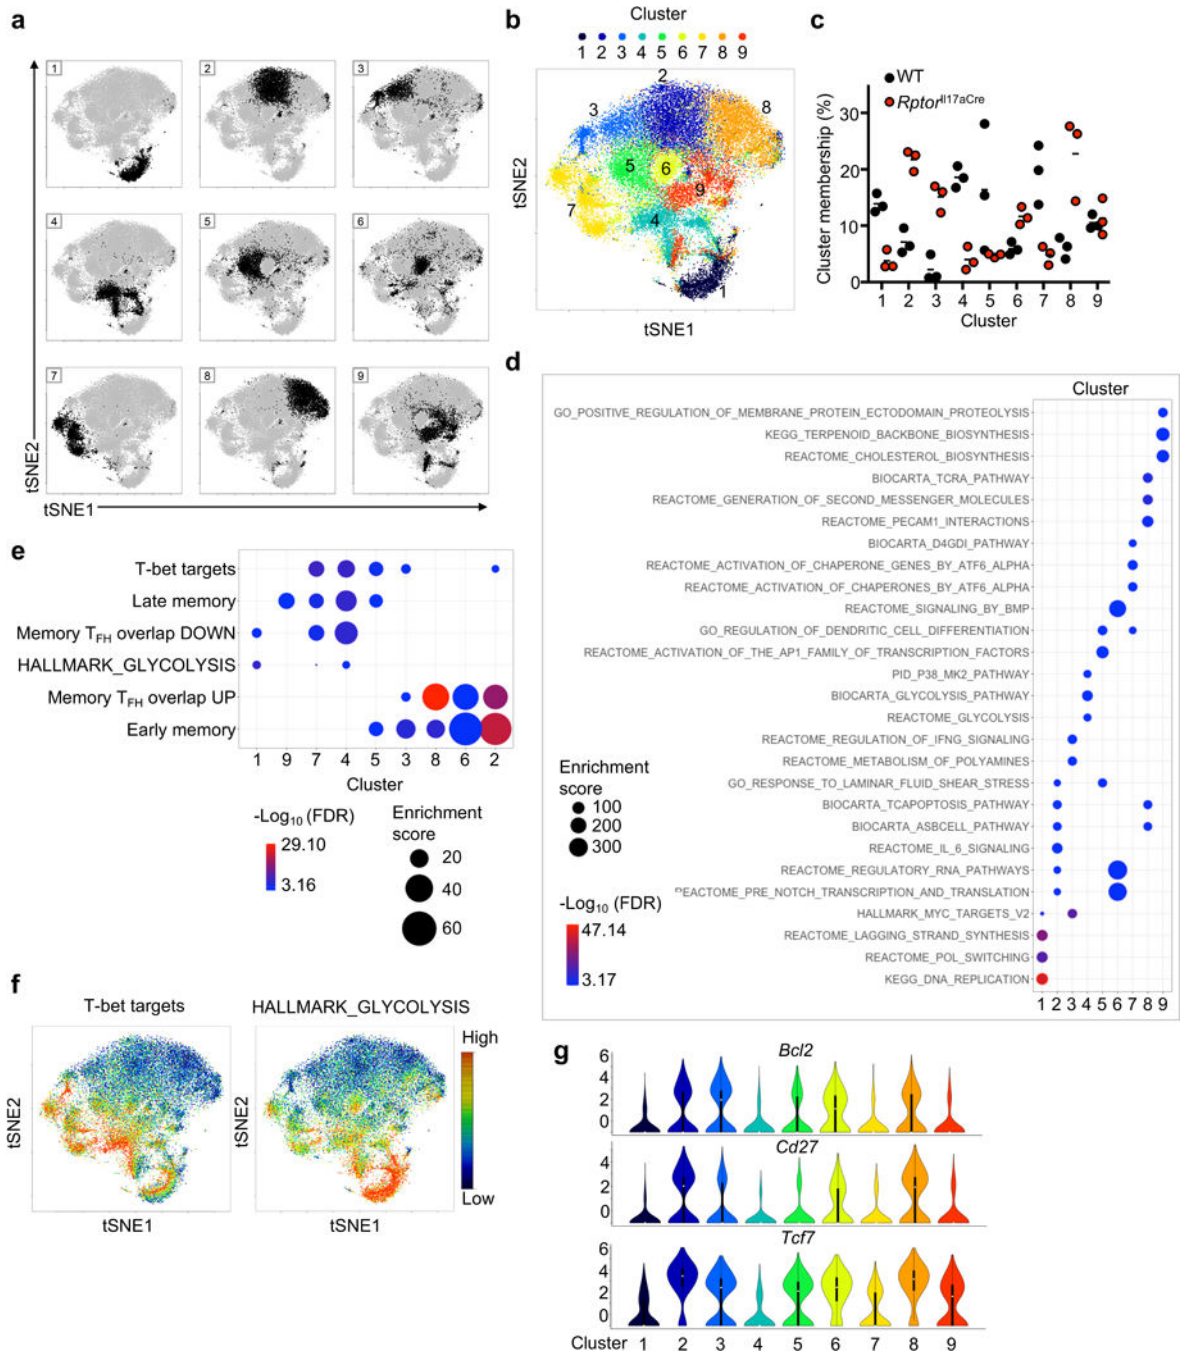 a
1
2
3
4
5
6
7
8
9
tSNE2
tSNE1
b
Cluster
1 2 3 4 5 6 7 8 9
2
3
8
5
6
9
7
4
1
tSNE2
tSNE1
c
WT
Rptor^Il17aCre
Cluster membership (%)
30
20
10
0
1 2 3 4 5 6 7 8 9
Cluster
d
Cluster
GO_POSITIVE_REGULATION_OF_MEMBRANE_PROTEIN_ECTODOMAIN_PROTEOLYSIS
KEGG_TERPENOID_BACKBONE_BIOSYNTHESIS
REACTOME_CHOLESTEROL_BIOSYNTHESIS
BIOCARTA_TCRA_PATHWAY
REACTOME_GENERATION_OF_SECOND_MESSENGER_MOLECULES
REACTOME_PECAM1_INTERACTIONS
BIOCARTA_D4GDI_PATHWAY
REACTOME_ACTIVATION_OF_CHAPERONE_GENES_BY_ATF6_ALPHA
REACTOME_ACTIVATION_OF_CHAPERONES_BY_ATF6_ALPHA
REACTOME_SIGNALING_BY_BMP
GO_REGULATION_OF_DENDRITIC_CELL_DIFFERENTIATION
REACTOME_ACTIVATION_OF_THE_AP1_FAMILY_OF_TRANSCRIPTION_FACTORS
PID_P38_MK2_PATHWAY
BIOCARTA_GLYCOLYSIS_PATHWAY
REACTOME_GLYCOLYSIS
REACTOME_REGULATION_OF_IFNG_SIGNALING
REACTOME_METABOLISM_OF_POLYAMINES
GO_RESPONSE_TO_LAMINAR_FLUID_SHEAR_STRESS
BIOCARTA_TCAPOPTOSIS_PATHWAY
BIOCARTA_ASBCELL_PATHWAY
REACTOME_IL_6_SIGNALING
REACTOME_REGULATORY_RNA_PATHWAYS
REACTOME_PRE_NOTCH_TRANSCRIPTION_AND_TRANSLATION
HALLMARK_MYC_TARGETS_V2
REACTOME_LAGGING_STRAND_SYNTHESIS
REACTOME_POL_SWITCHING
KEGG_DNA_REPLICATION
1 2 3 4 5 6 7 8 9
Enrichment
score
100
200
300
-Log10 (FDR)
47.14
3.17
e
T-bet targets
Late memory
Memory TFH overlap DOWN
HALLMARK_GLYCOLYSIS
Memory TFH overlap UP
Early memory
1 9 7 4 5 3 8 6 2
Cluster
-Log10 (FDR)
29.10
3.16
Enrichment
score
20
40
60
f
T-bet targets
HALLMARK_GLYCOLYSIS
High
Low
tSNE2
tSNE1
tSNE2
tSNE1
g
Bcl2
6
4
2
0
Cd27
4
2
0
Tcf7
6
4
2
0
Cluster 1 2 3 4 5 6 7 8 9